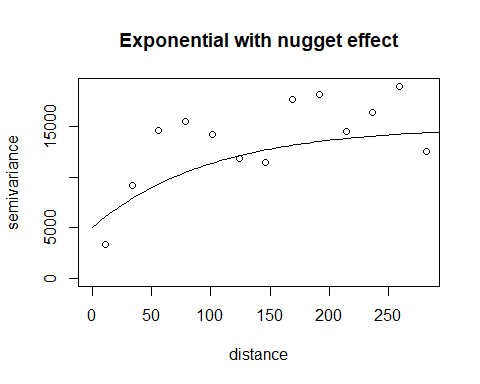 Exponential with nugget effect
semivariance
15000
5000
0
0 50 100 150 200 250
distance